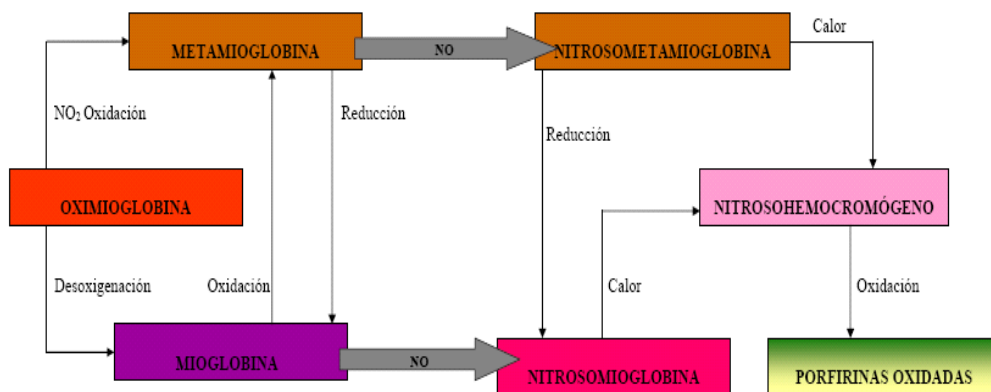 Calor
METAMIOGLOBINA
NO
NITROSOMETAMIOGLOBINA
NO₂ Oxidación
Reducción
Reducción
OXIMIOGLOBINA
NITROSOHEMOCROMÓGENO
Desoxigenación
Oxidación
Calor
Oxidación
MIOGLOBINA
NO
NITROSOMIOGLOBINA
PORFIRINAS OXIDADAS